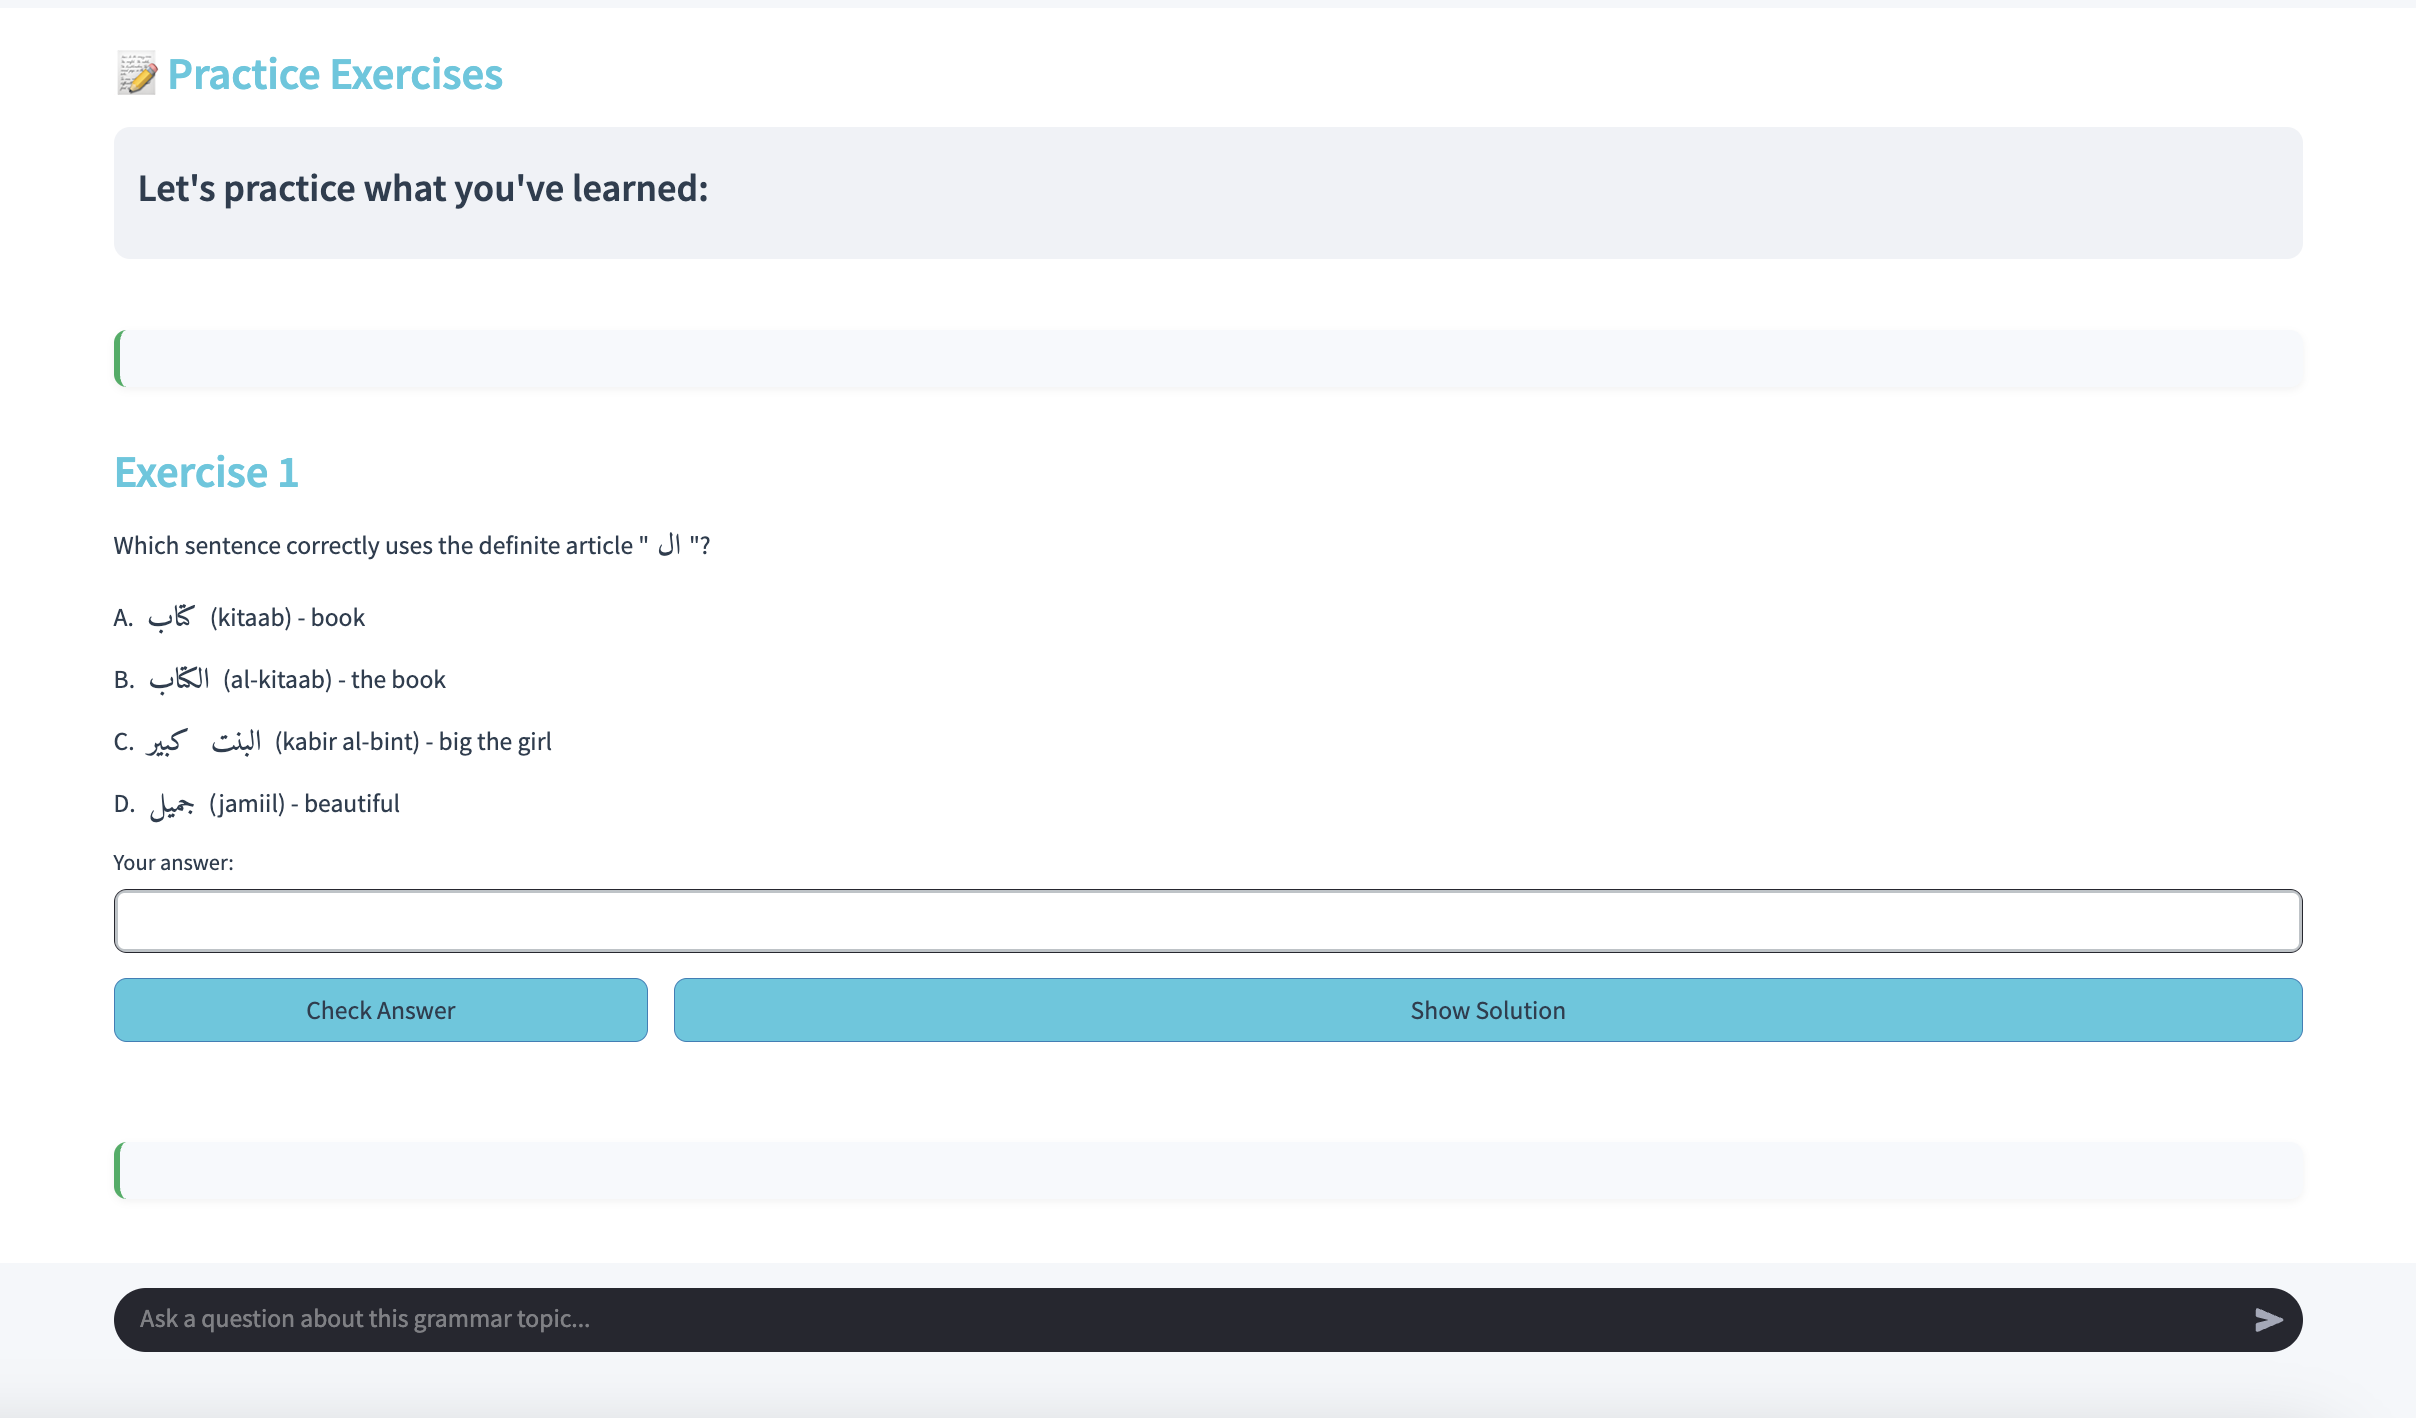 Practice Exercises
Let's practice what you've learned:
Exercise 1
Which sentence correctly uses the definite article " ال "?
A. كتاب (kitaab) - book
B. الكتاب (al-kitaab) - the book
C. كبير البنت (kabir al-bint) - big the girl
D. جميل (jamiil) - beautiful
Your answer:
Check Answer
Show Solution
Ask a question about this grammar topic...